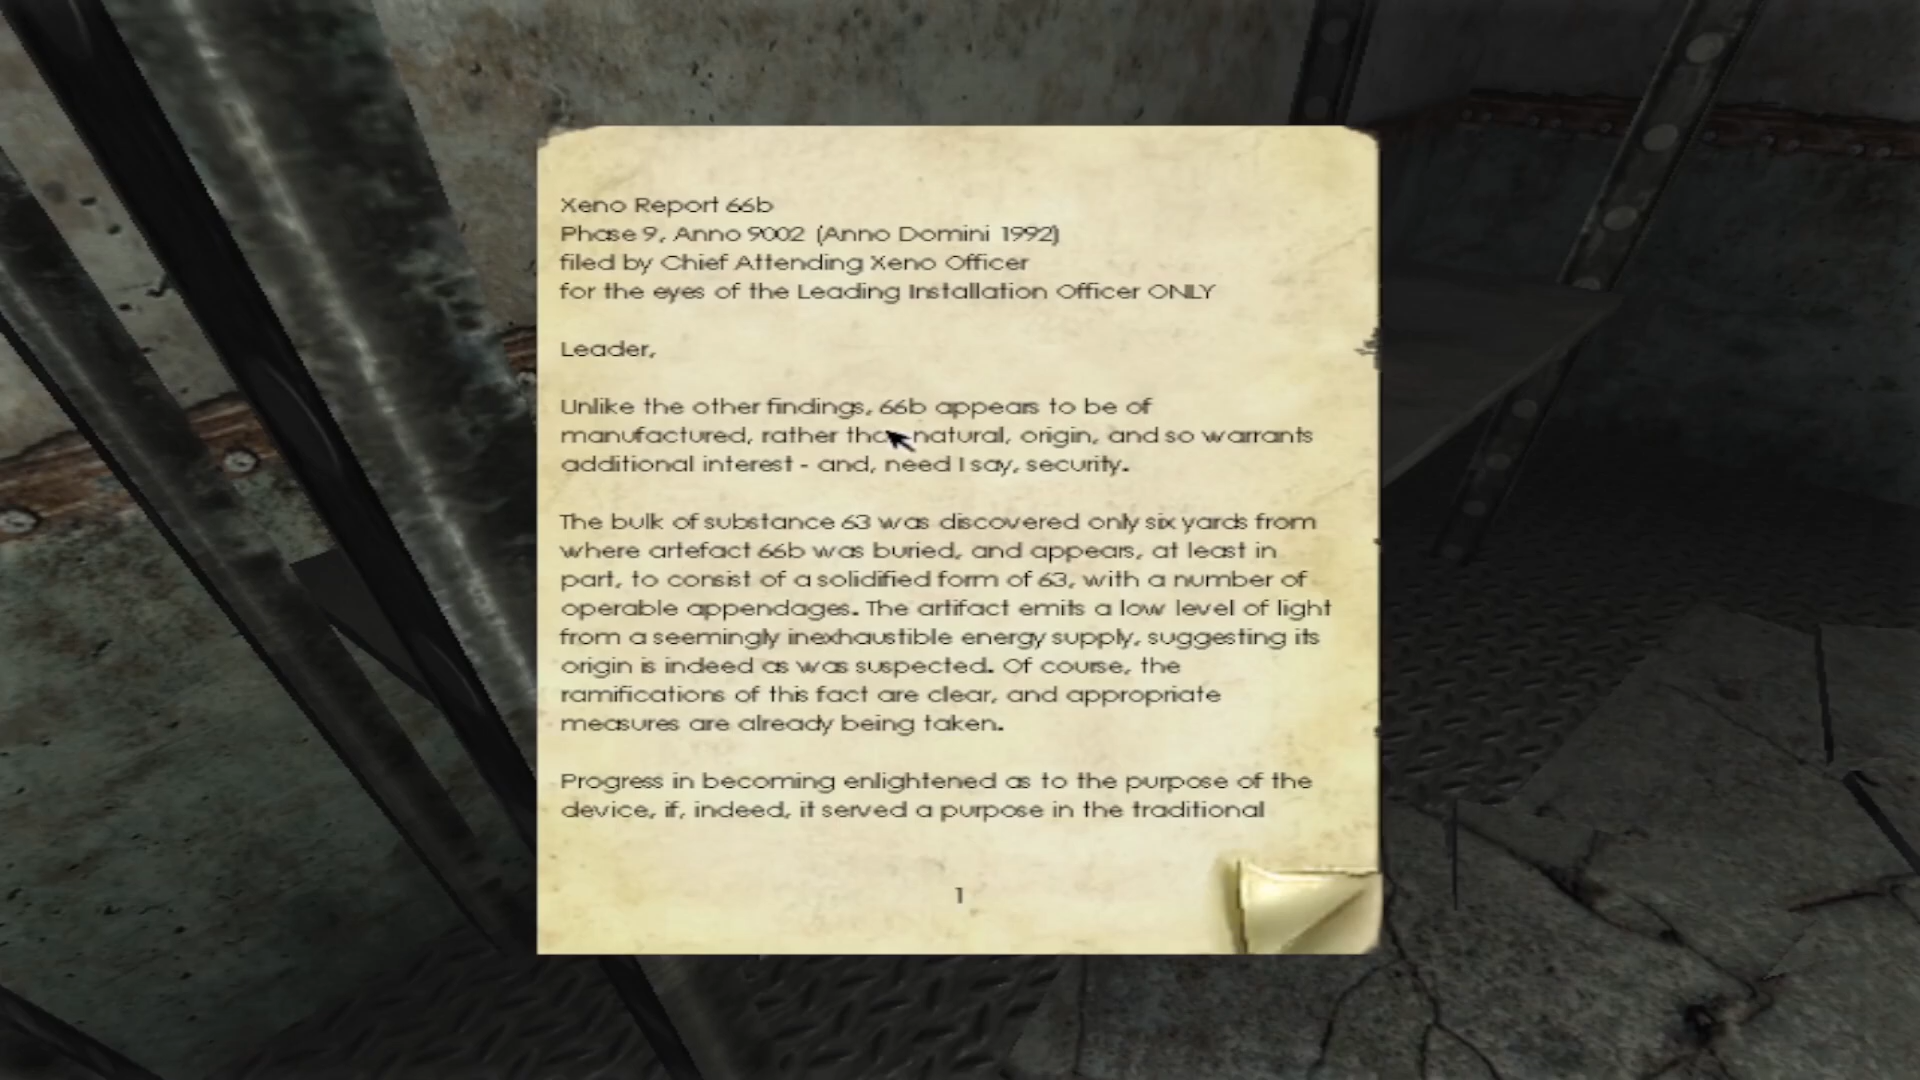 Xeno Report 66b
Phase 9, Anno 9002 (Anno Domini 1992)
filed by Chief Attending Xeno Officer
for the eyes of the Leading Installation Officer ONLY
Leader,
Unlike the other findings, 66b appears to be of
manufactured, rather natural, origin, and so warrants
additional interest - and, need I say, security.
The bulk of substance 63 was discovered only six yards from
where artefact 66b was buried, and appears, at least in
part, to consist of a solidified form of 63, with a number of
operable appendages. The artifact emits a low level of light
from a seemingly inexhaustible energy supply, suggesting its
origin is indeed as was suspected. Of course, the
ramifications of this fact are clear, and appropriate
measures are already being taken.
Progress in becoming enlightened as to the purpose of the
device, if, indeed, it served a purpose in the traditional
1